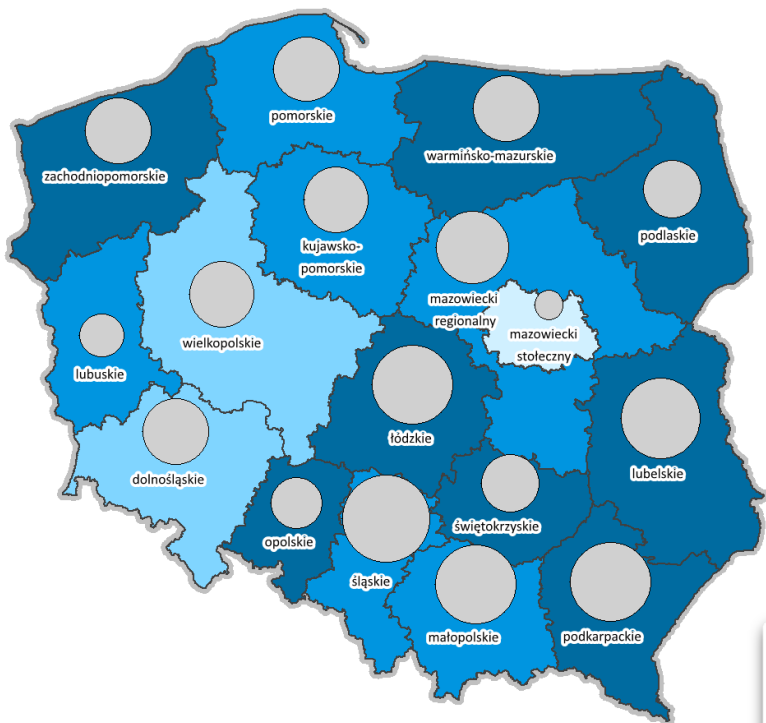 pomorskie
warmińsko-mazurskie
zachodniopomorskie
podlaskie
kujawsko-
pomorskie
mazowiecki
regionalny
mazowiecki
stołeczny
wielkopolskie
lubuskie
łódzkie
lubelskie
dolnośląskie
świętokrzyskie
opolskie
śląskie
małopolskie
podkarpackie